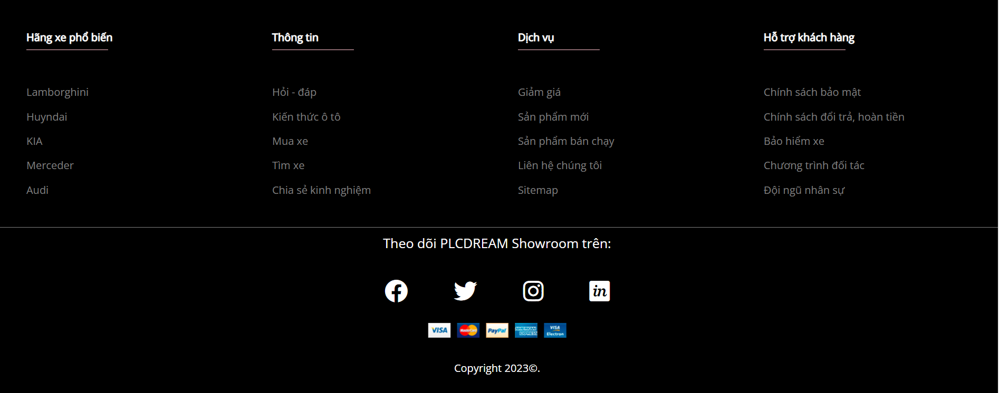 Hãng xe phổ biến
Lamborghini
Huyndai
KIA
Merceder
Audi
Thông tin
Hỏi - đáp
Kiến thức ô tô
Mua xe
Tìm xe
Chia sẻ kinh nghiệm
Dịch vụ
Giảm giá
Sản phẩm mới
Sản phẩm bán chạy
Liên hệ chúng tôi
Sitemap
Hỗ trợ khách hàng
Chính sách bảo mật
Chính sách đổi trả, hoàn tiền
Bảo hiểm xe
Chương trình đối tác
Đội ngũ nhân sự
Theo dõi PLCDREAM Showroom trên:
in
VISA
MasterCard
PayPal
AMERICAN
EXPRESS
VISA
Electron
Copyright 2023©.